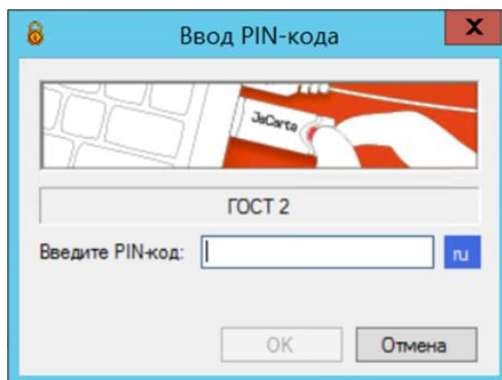 Ввод PIN-кода
X
JaCarta
ГОСТ 2
Введите PIN-код:
ru
OK
Отмена